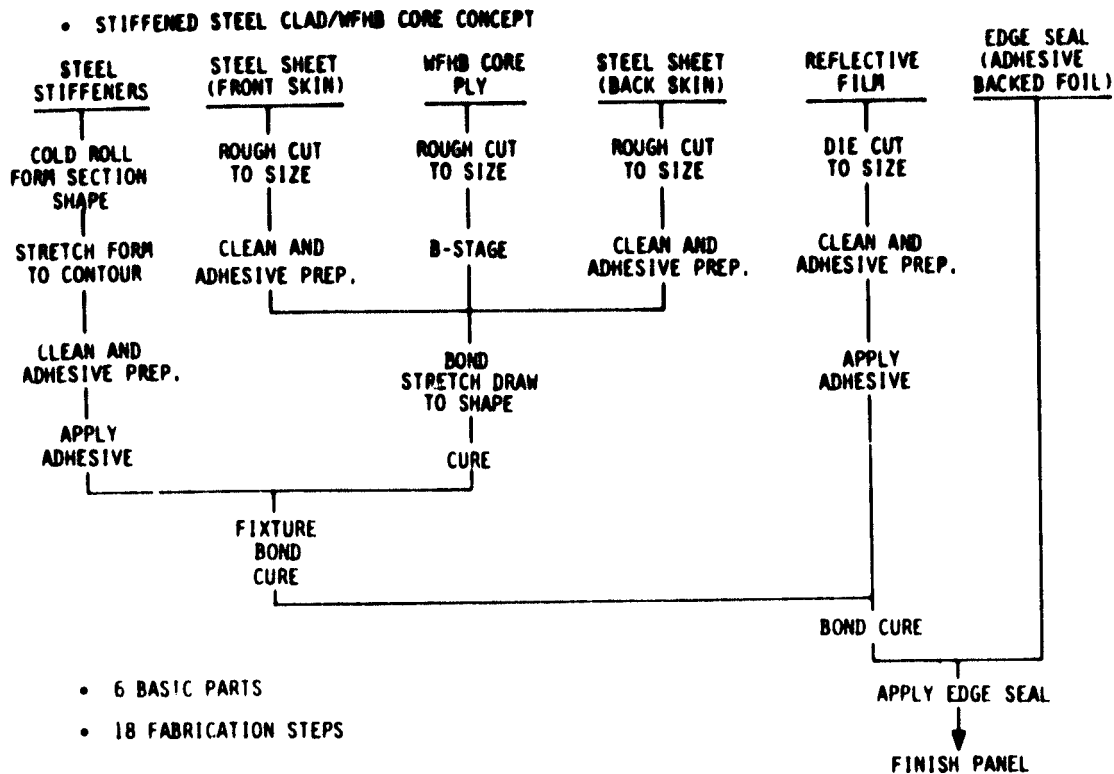 • STIFFENED STEEL CLAD/WFHB CORE CONCEPT
STEEL
STIFFENERS
STEEL SHEET
(FRONT SKIN)
WFHB CORE
PLY
STEEL SHEET
(BACK SKIN)
REFLECTIVE
FILM
EDGE SEAL
(ADHESIVE
BACKED FOIL)
COLD ROLL
FORM SECTION
SHAPE
ROUGH CUT
TO SIZE
ROUGH CUT
TO SIZE
ROUGH CUT
TO SIZE
DIE CUT
TO SIZE
STRETCH FORM
TO CONTOUR
CLEAN AND
ADHESIVE PREP.
B-STAGE
CLEAN AND
ADHESIVE PREP.
CLEAN AND
ADHESIVE PREP.
CLEAN AND
ADHESIVE PREP.
BOND
STRETCH DRAW
TO SHAPE
APPLY
ADHESIVE
APPLY
ADHESIVE
CURE
FIXTURE
BOND
CURE
BOND CURE
• 6 BASIC PARTS
• 18 FABRICATION STEPS
APPLY EDGE SEAL
FINISH PANEL